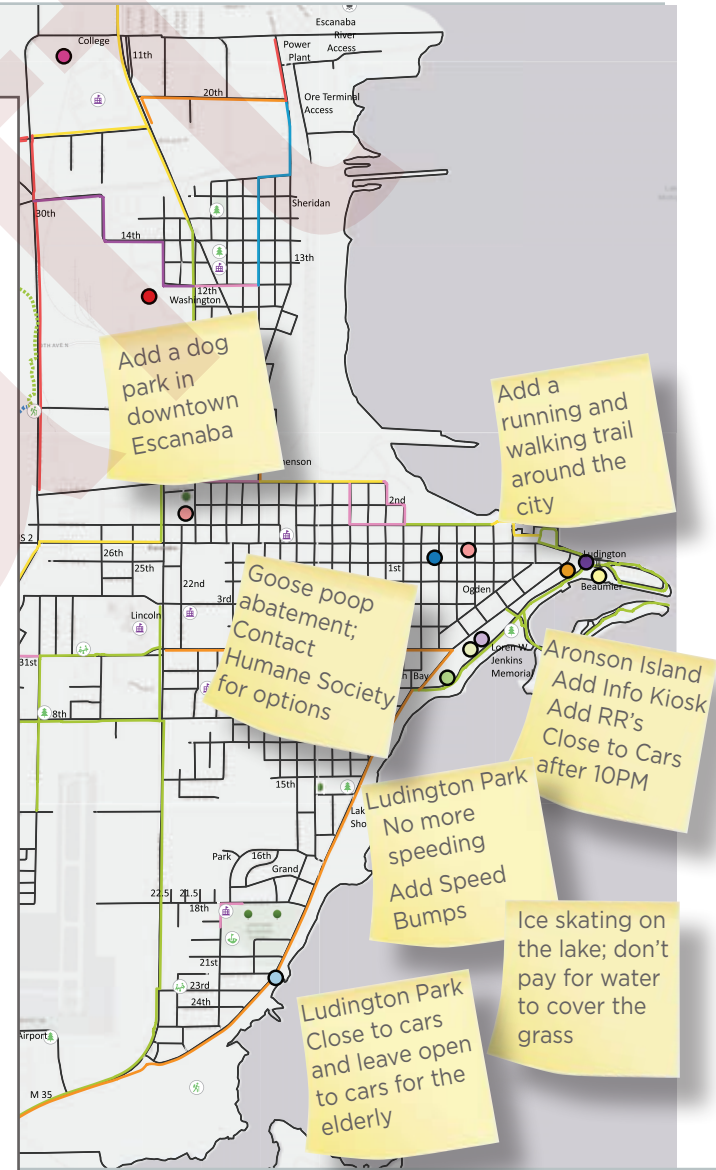 Escanaba
River
Access
College
11th
Power
Plant
20th
Ore Terminal
Access
Sheridan
30th
14th
13th
12th
Washington
Add a dog
park in
downtown
Escanaba
Add a
running and
walking trail
around the
city
henson
2nd
S 2
26th
25th
1st
Ludington
22nd
Ogden
Beaumier
3rd
Lincoln
Goose poop
abatement;
Contact
Humane Society
for options
Loren W.
Jenkins
Memorial
31st
h Bay
8th
Aronson Island
Add Info Kiosk
Add RR's
Close to Cars
after 10PM
15th
Lak
Sho
Ludington Park
No more
speeding
Add Speed
Bumps
Park
16th
Grand
22.5
21.5
18th
21st
23rd
24th
Ice skating on
the lake; don't
pay for water
to cover the
grass
Ludington Park
Close to cars
and leave open
to cars for the
elderly
Airport
M 35